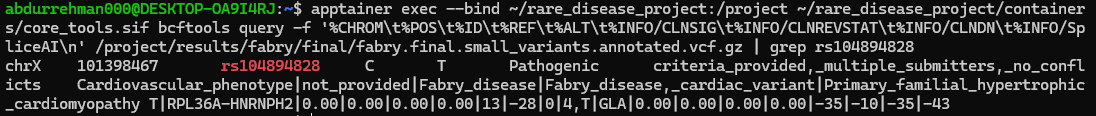 abdurrehman000@DESKTOP-OA9I4RJ:~$ apptainer exec --bind ~/rare_disease_project:/project ~/rare_disease_project/container
s/core_tools.sif bcftools query -f '%CHROM\t%POS\t%ID\t%REF\t%ALT\t%INFO/CLNSIG\t%INFO/CLNREVSTAT\t%INFO/CLNDN\t%INFO/Sp
liceAI\n' /project/results/fabry/final/fabry.final.small_variants.annotated.vcf.gz | grep rs104894828
chrX    101398467       rs104894828     C       T       Pathogenic      criteria_provided,_multiple_submitters,_no_confl
icts    Cardiovascular_phenotype|not_provided|Fabry_disease|Fabry_disease,_cardiac_variant|Primary_familial_hypertrophic
_cardiomyopathy T|RPL36A-HNRNPH2|0.00|0.00|0.00|0.00|13|-28|0|4,T|GLA|0.00|0.00|0.00|0.00|-35|-10|-35|-43